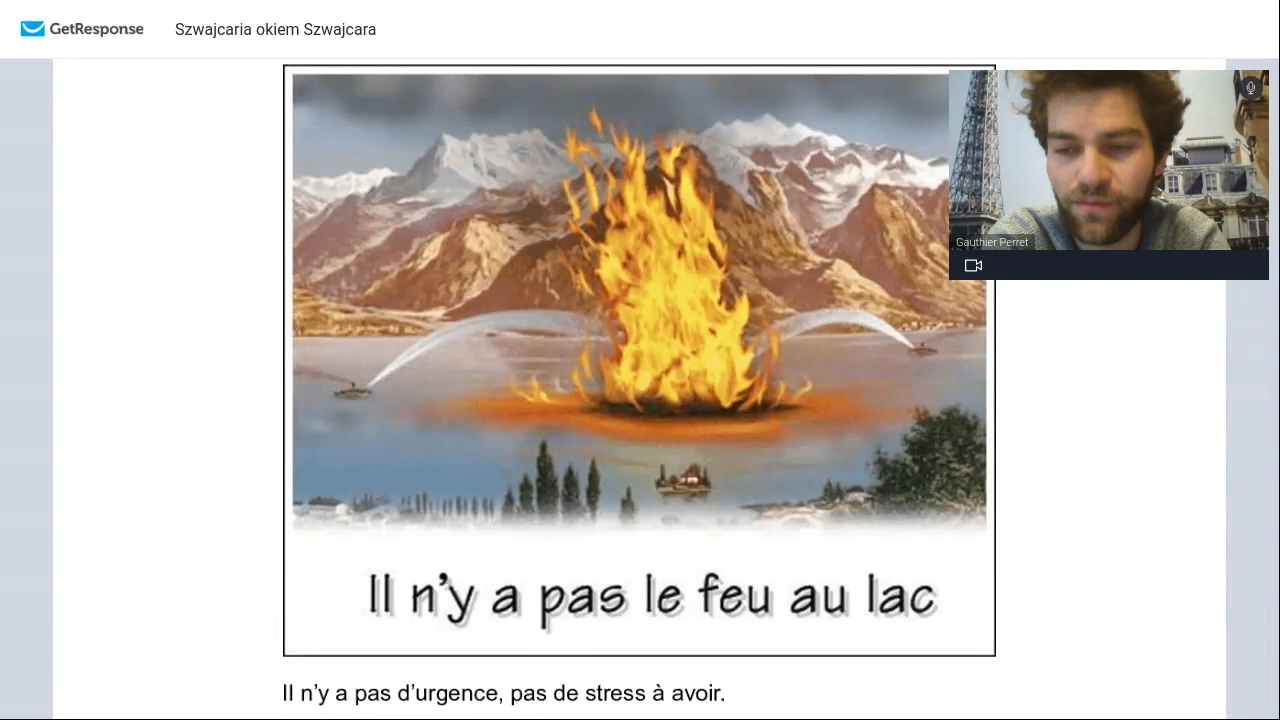 GetResponse
Szwajcaria okiem Szwajcara
Gauthier Perret
Il n'y a pas le feu au lac
Il n’y a pas d’urgence, pas de stress à avoir.